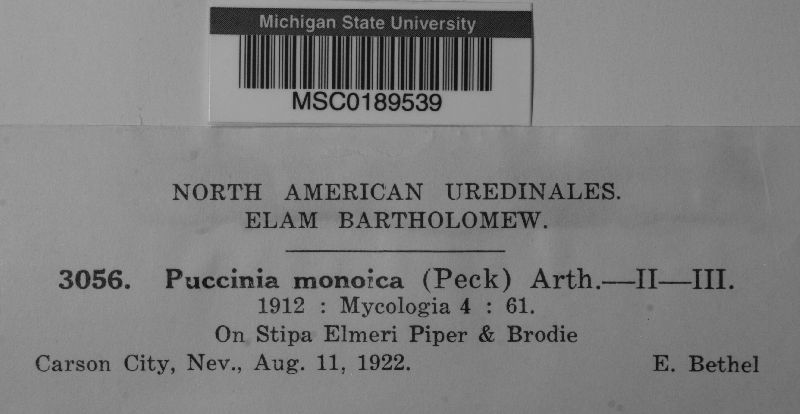 Michigan State University
MSC0189539
NORTH AMERICAN UREDINALES.
ELAM BARTHOLOMEW.
3056. Puccinia monoica (Peck) Arth.—II—III.
1912 : Mycologia 4 : 61.
On Stipa Elmeri Piper & Brodie
Carson City, Nev., Aug. 11, 1922. E. Bethel